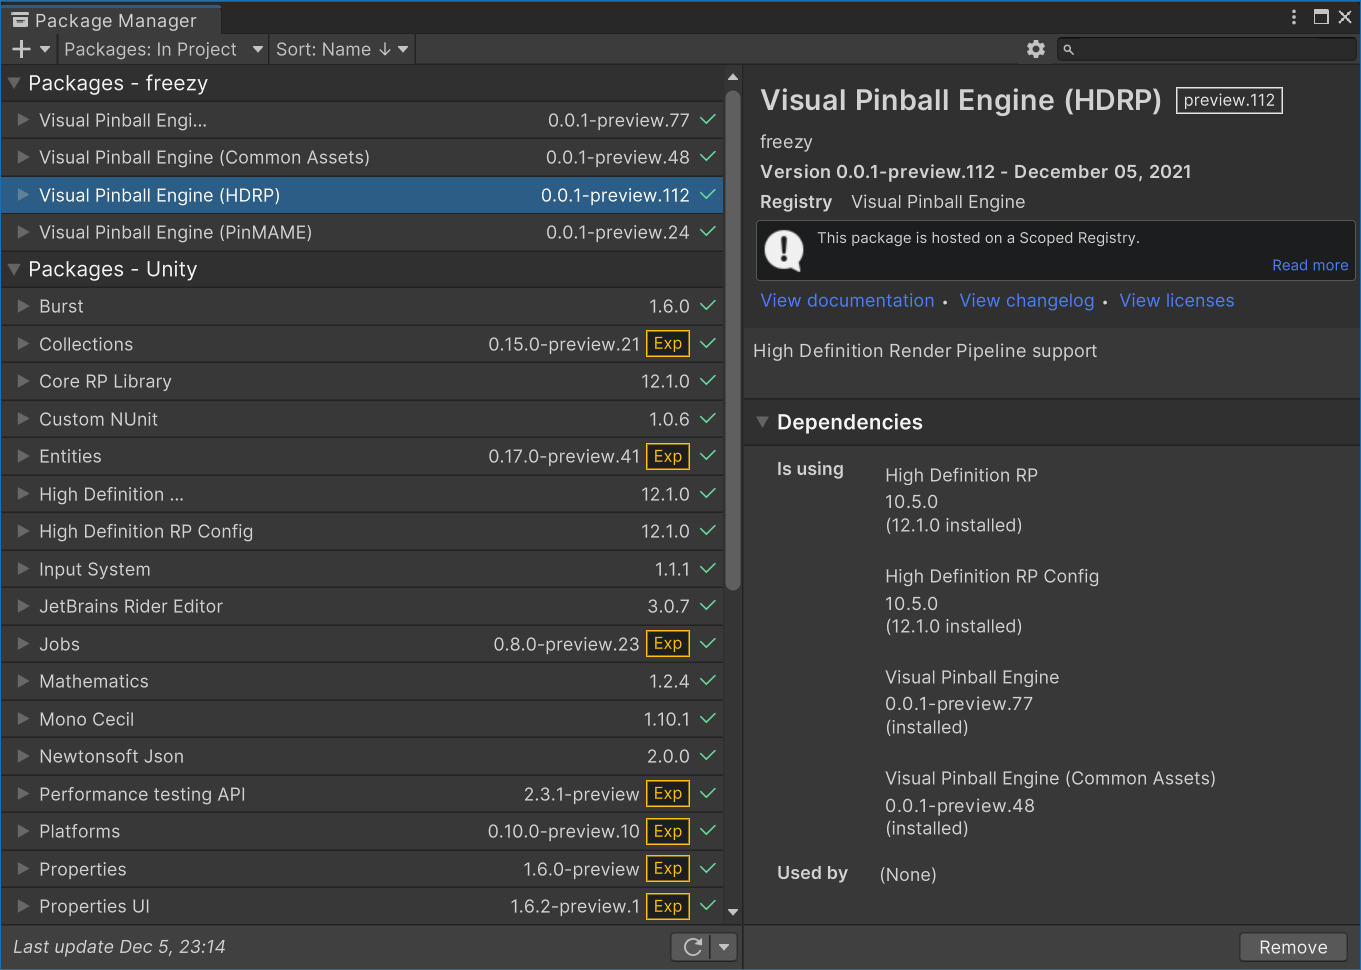 Package Manager
Packages: In Project
Sort: Name ↓
Packages - freezy
Visual Pinball Engi... 0.0.1-preview.77
Visual Pinball Engine (Common Assets) 0.0.1-preview.48
Visual Pinball Engine (HDRP) 0.0.1-preview.112
Visual Pinball Engine (PinMAME) 0.0.1-preview.24
Packages - Unity
Burst 1.6.0
Collections 0.15.0-preview.21 Exp
Core RP Library 12.1.0
Custom NUnit 1.0.6
Entities 0.17.0-preview.41 Exp
High Definition ... 12.1.0
High Definition RP Config 12.1.0
Input System 1.1.1
JetBrains Rider Editor 3.0.7
Jobs 0.8.0-preview.23 Exp
Mathematics 1.2.4
Mono Cecil 1.10.1
Newtonsoft Json 2.0.0
Performance testing API 2.3.1-preview Exp
Platforms 0.10.0-preview.10 Exp
Properties 1.6.0-preview Exp
Properties UI 1.6.2-preview.1 Exp
Last update Dec 5, 23:14
Visual Pinball Engine (HDRP) preview.112
freezy
Version 0.0.1-preview.112 - December 05, 2021
Registry Visual Pinball Engine
This package is hosted on a Scoped Registry.
Read more
View documentation • View changelog • View licenses
High Definition Render Pipeline support
Dependencies
Is using
High Definition RP
10.5.0
(12.1.0 installed)
High Definition RP Config
10.5.0
(12.1.0 installed)
Visual Pinball Engine
0.0.1-preview.77
(installed)
Visual Pinball Engine (Common Assets)
0.0.1-preview.48
(installed)
Used by (None)
Remove